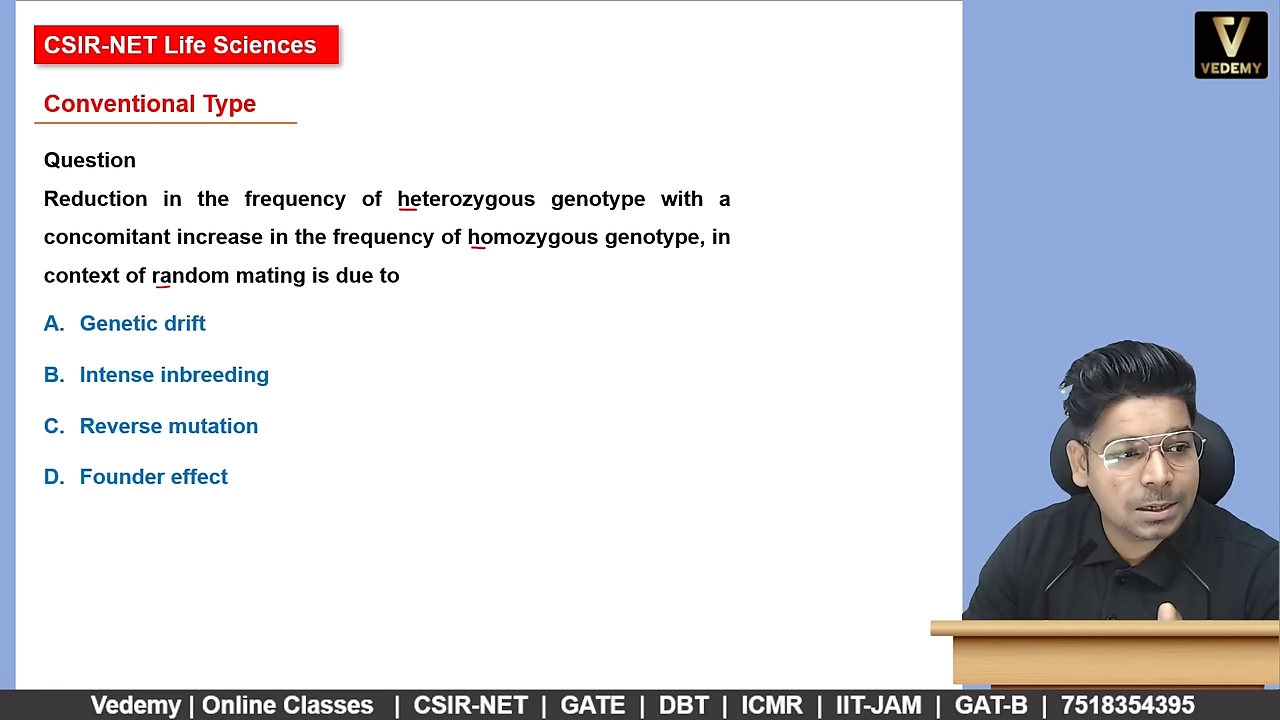 CSIR-NET Life Sciences
VEDEMY
Conventional Type
Question
Reduction in the frequency of heterozygous genotype with a
concomitant increase in the frequency of homozygous genotype, in
context of random mating is due to
A. Genetic drift
B. Intense inbreeding
C. Reverse mutation
D. Founder effect
Vedemy | Online Classes | CSIR-NET | GATE | DBT | ICMR | IIT-JAM | GAT-B | 7518354395